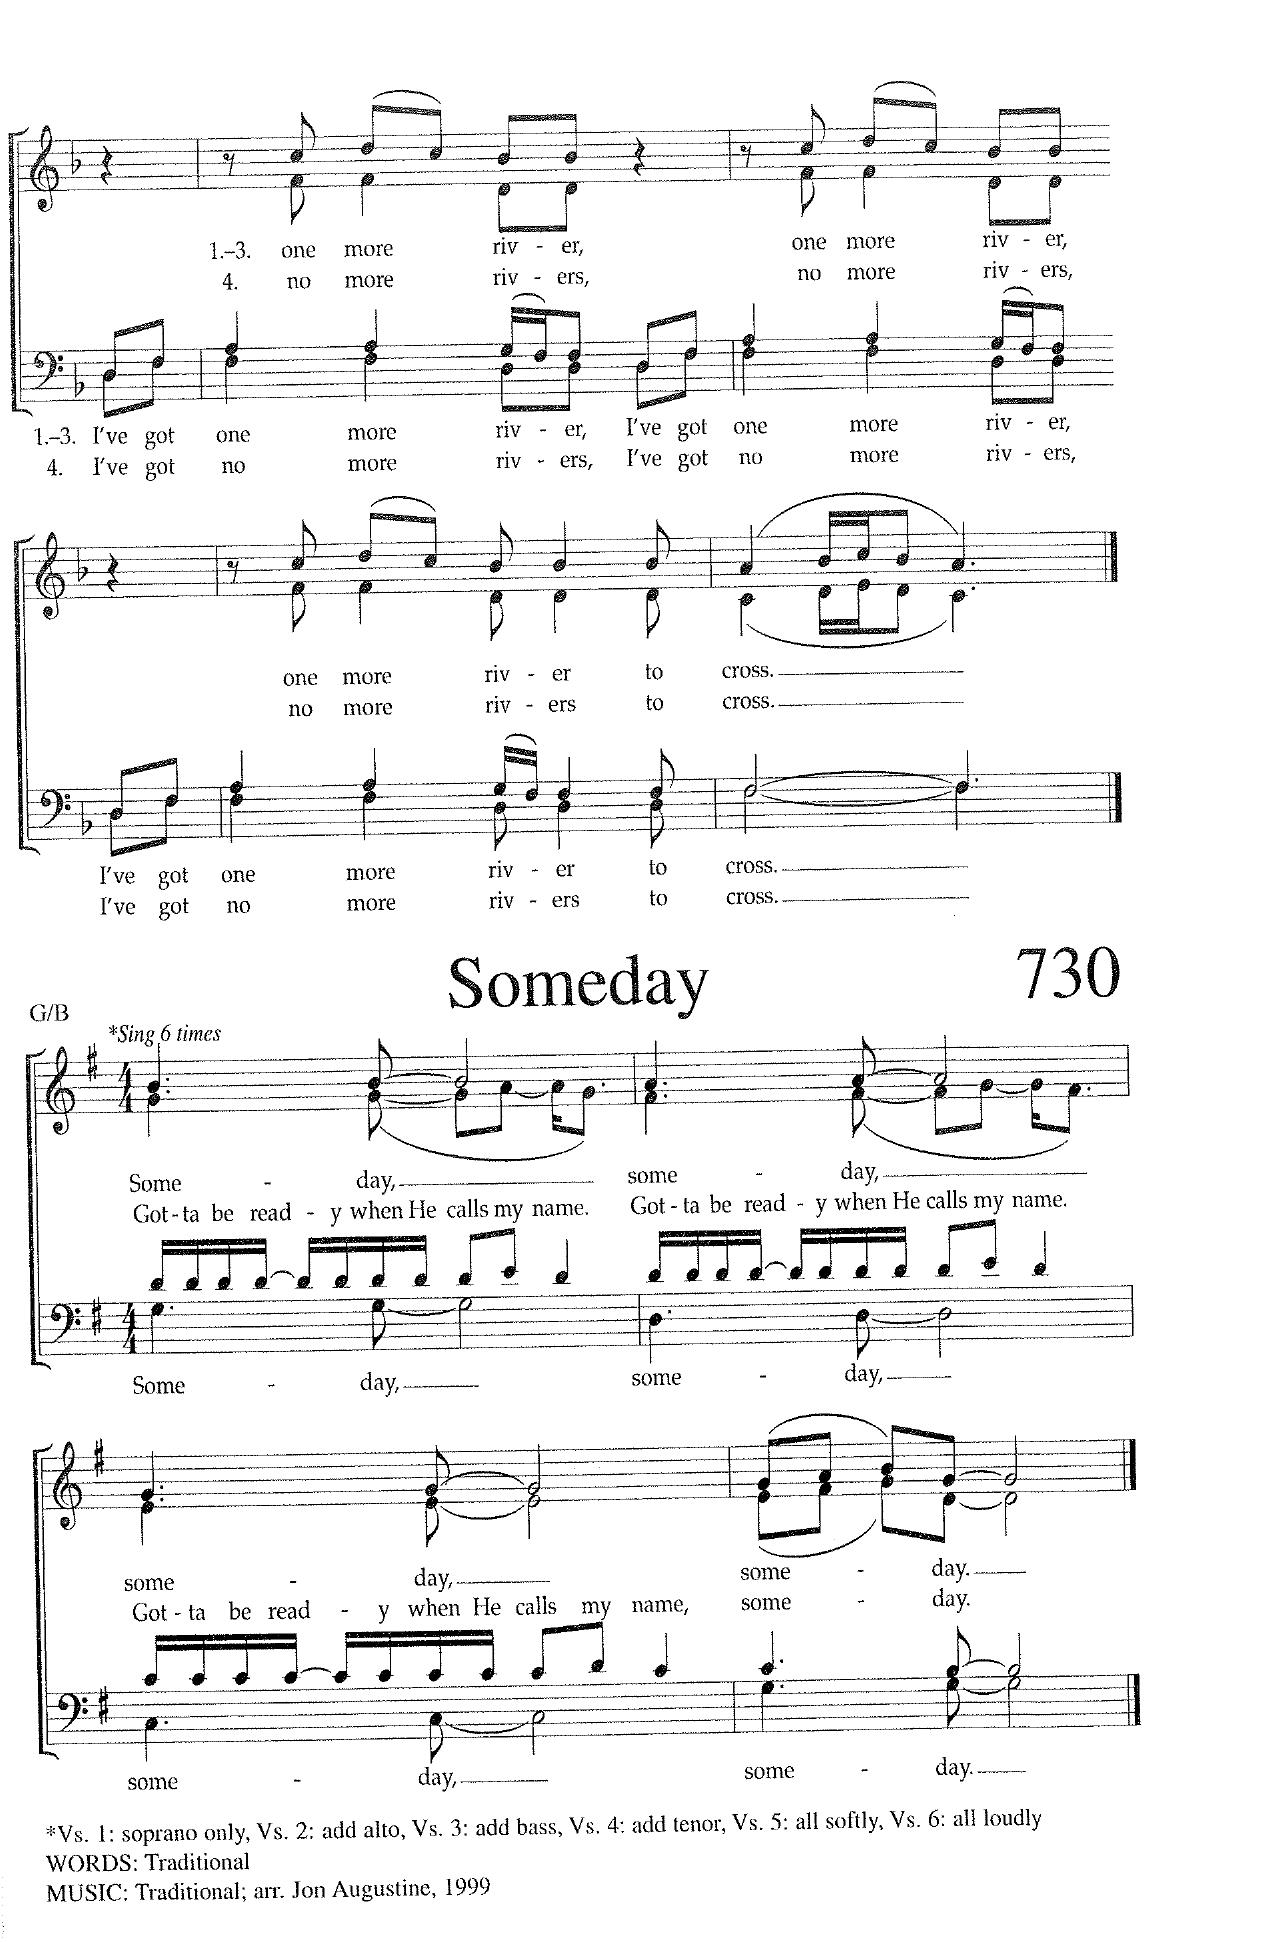 1.–3. one more riv - er, one more riv - er,
4. no more riv - ers, no more riv - ers,
1.–3. I've got one more riv - er, I've got one more riv - er,
4. I've got no more riv - ers, I've got no more riv - ers,
one more riv - er to cross.
no more riv - ers to cross.
I've got one more riv - er to cross.
I've got no more riv - ers to cross.
Someday 730
G/B
*Sing 6 times
4
4
Some - day, some - day,
Got - ta be read - y when He calls my name. Got - ta be read - y when He calls my name.
4
4
Some - day, some - day,
some - day, some - day.
Got - ta be read - y when He calls my name, some - day.
some - day, some - day.
*Vs. 1: soprano only, Vs. 2: add alto, Vs. 3: add bass, Vs. 4: add tenor, Vs. 5: all softly, Vs. 6: all loudly
WORDS: Traditional
MUSIC: Traditional; arr. Jon Augustine, 1999